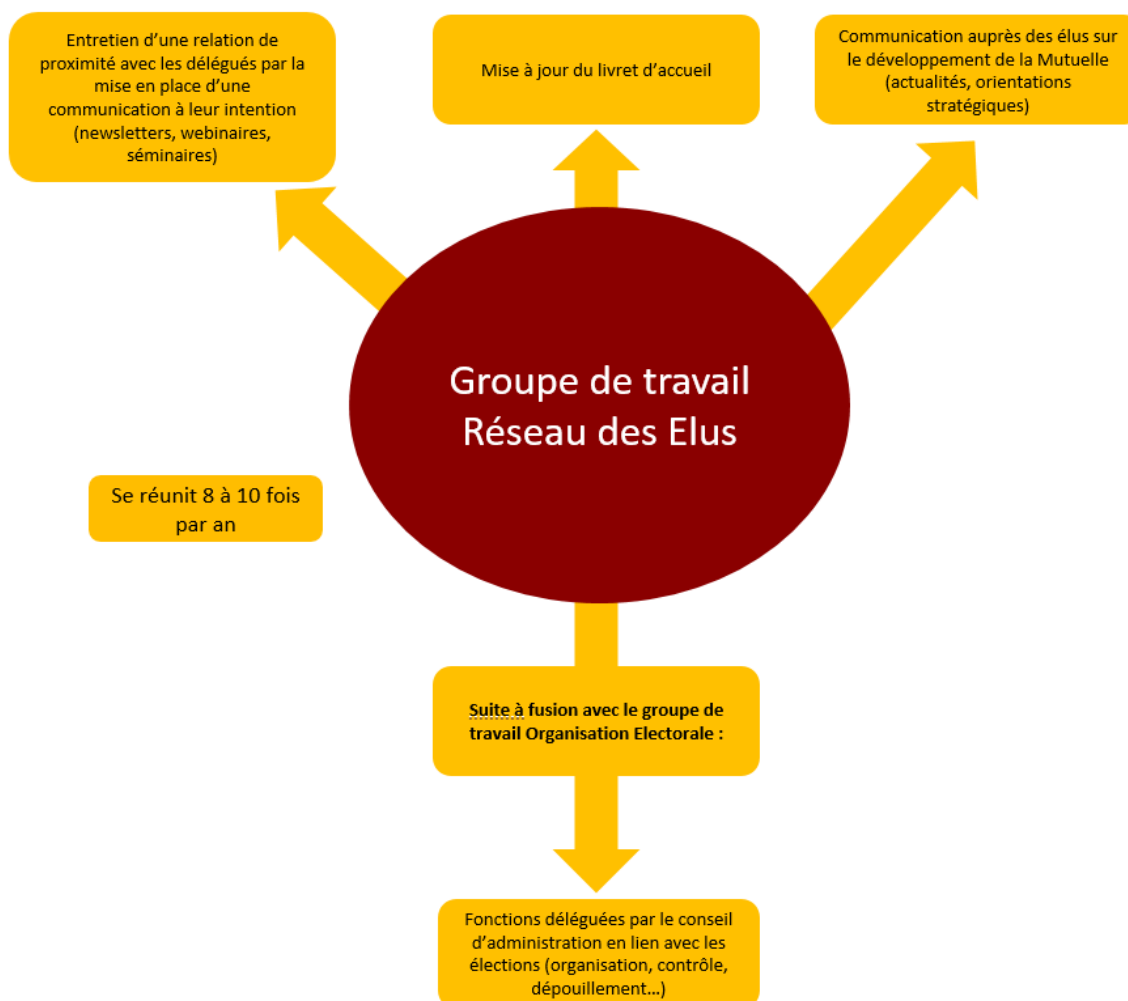 Entretien d’une relation de
proximité avec les délégués par la
mise en place d’une
communication à leur intention
(newsletters, webinaires,
séminaires)
Mise à jour du livret d’accueil
Communication auprès des élus sur
le développement de la Mutuelle
(actualités, orientations
stratégiques)
Groupe de travail
Réseau des Elus
Se réunit 8 à 10 fois
par an
Suite à fusion avec le groupe de
travail Organisation Electorale :
Fonctions déléguées par le conseil
d’administration en lien avec les
élections (organisation, contrôle,
dépouillement…)